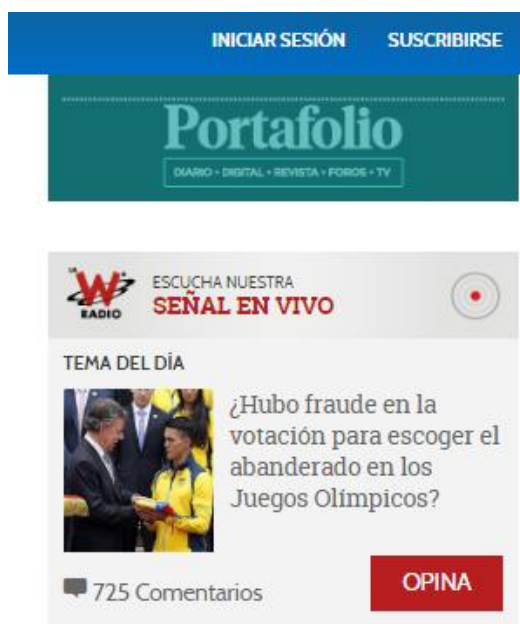 INICIAR SESIÓN SUSCRIBIRSE
Portafolio
DIARIO • DIGITAL • REVISTA • FOROS • TV
LA W RADIO
ESCUCHA NUESTRA
SEÑAL EN VIVO
TEMA DEL DÍA
¿Hubo fraude en la
votación para escoger el
abanderado en los
Juegos Olímpicos?
725 Comentarios
OPINA